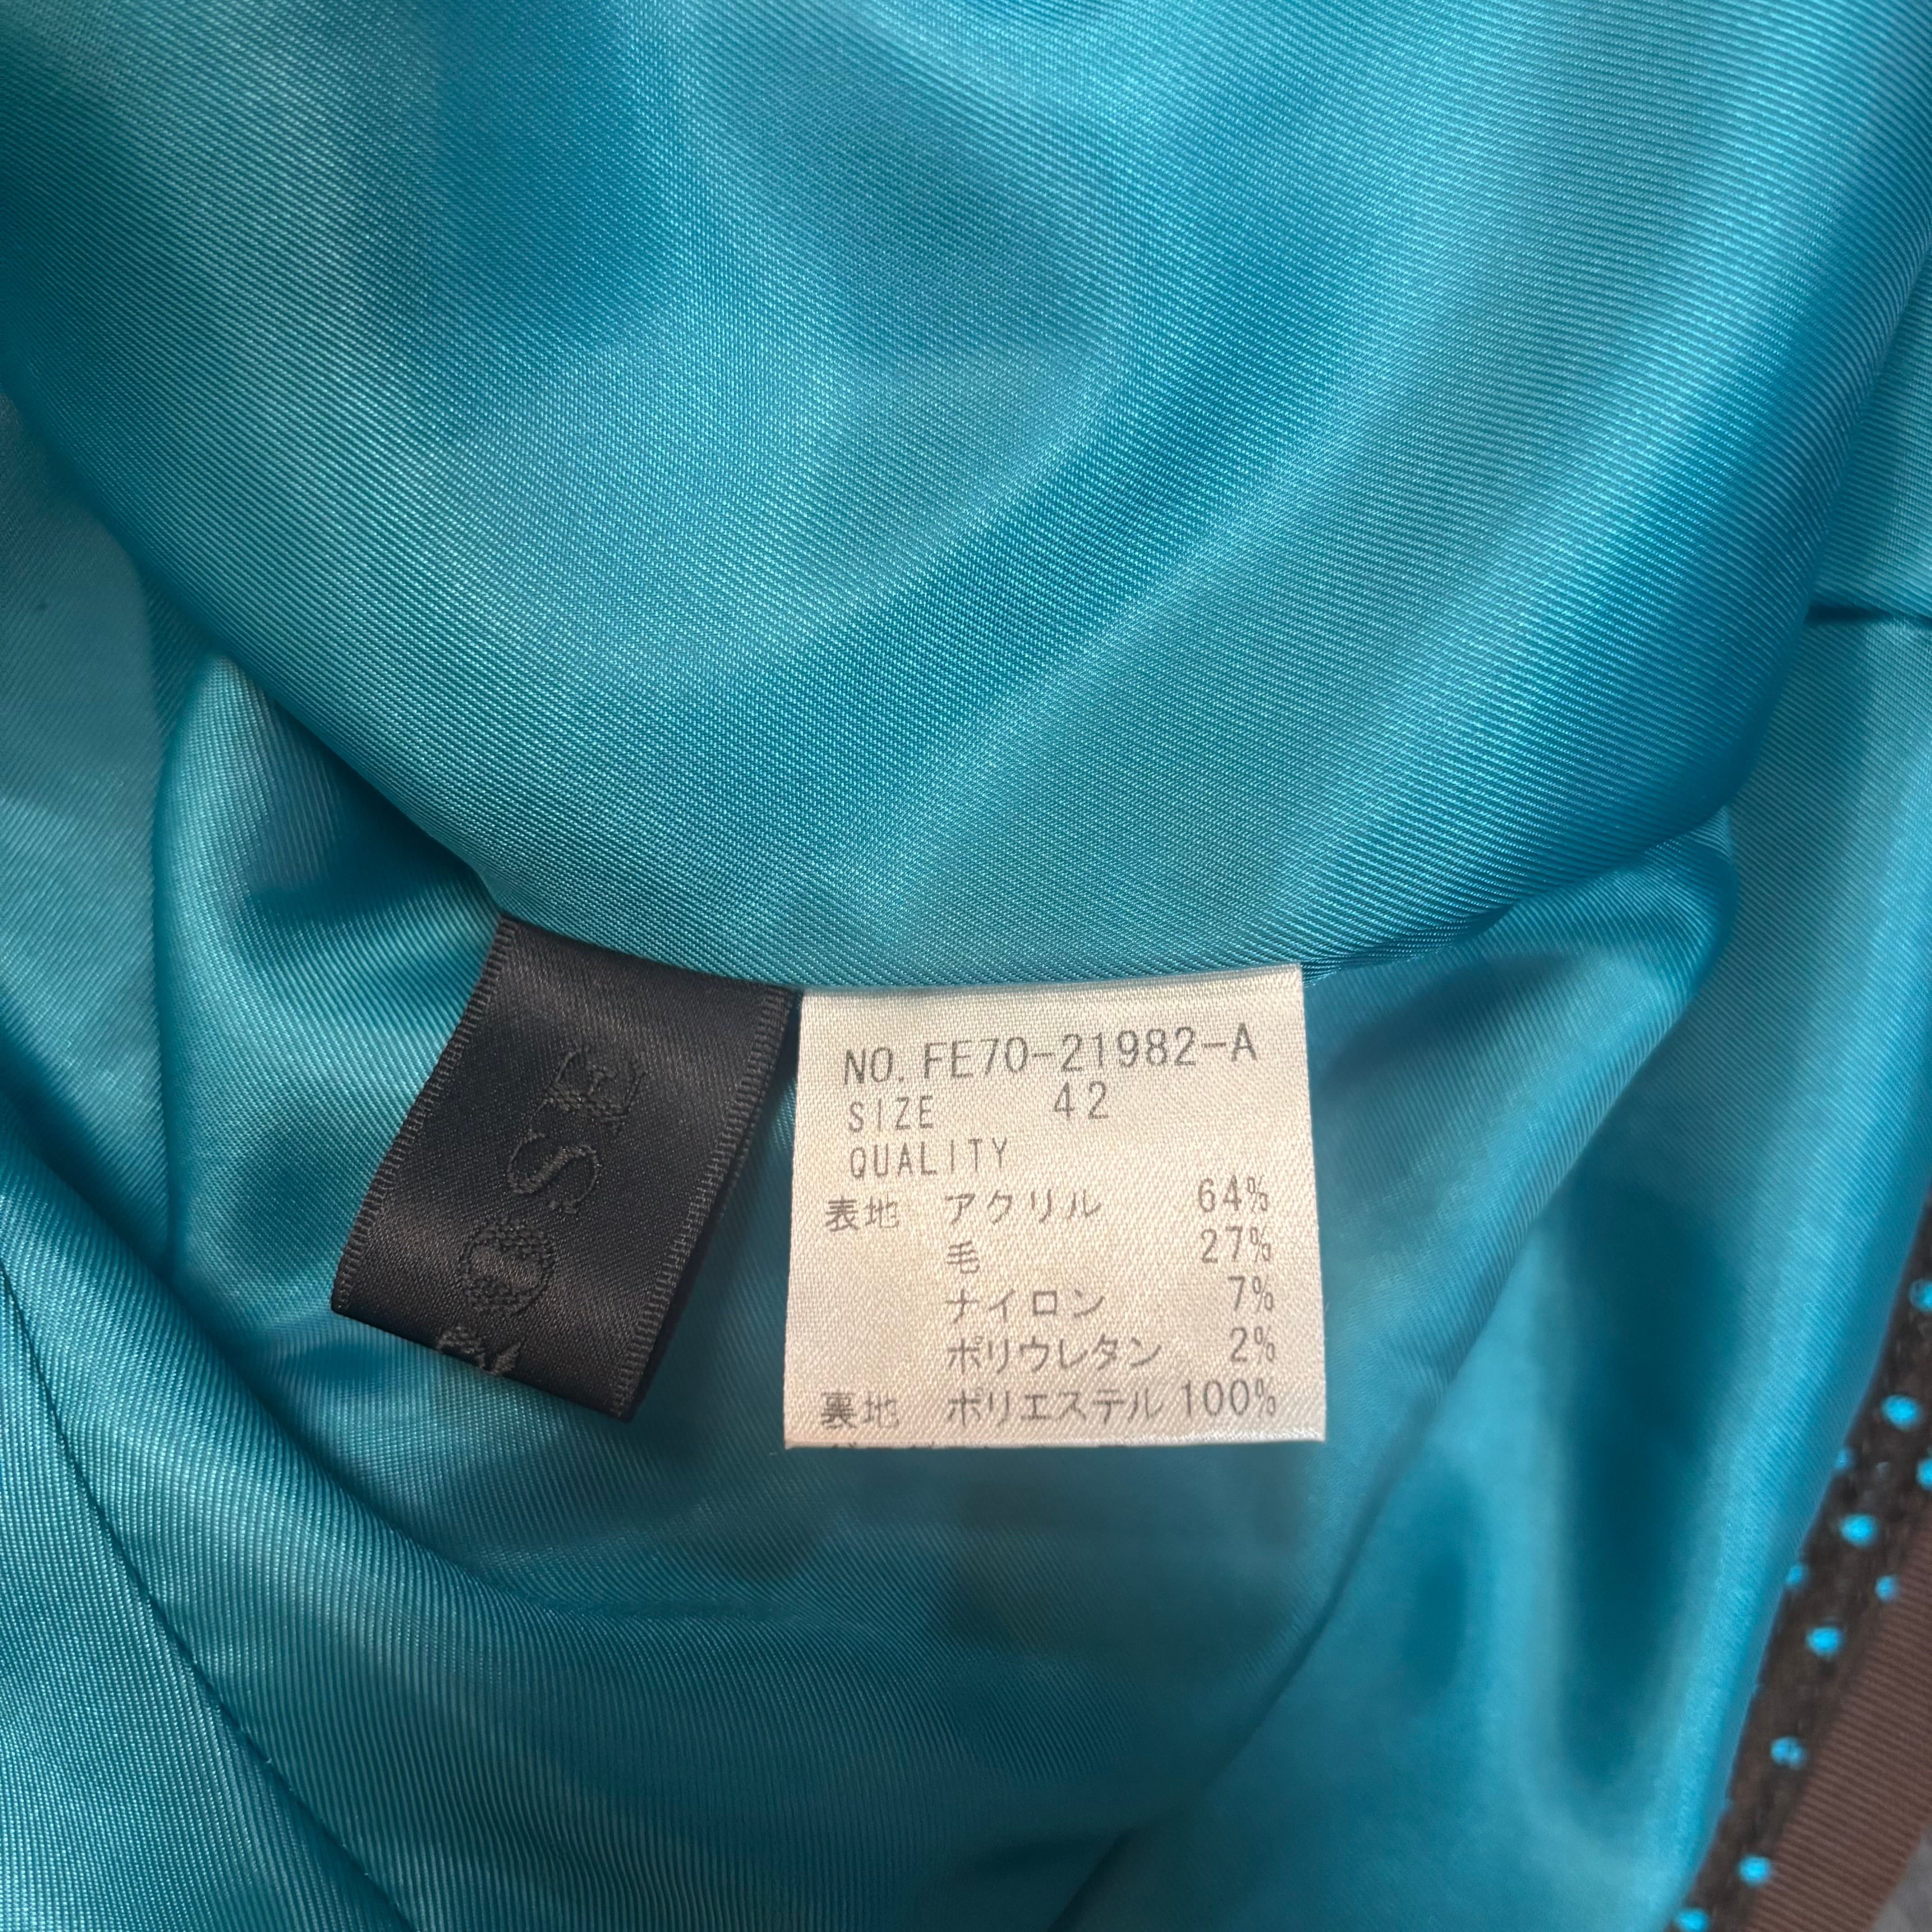 NO. FE70-21982-A
SIZE 42
QUALITY
表地 アクリル 64%
毛 27%
ナイロン 7%
ポリウレタン 2%
裏地 ポリエステル 100%